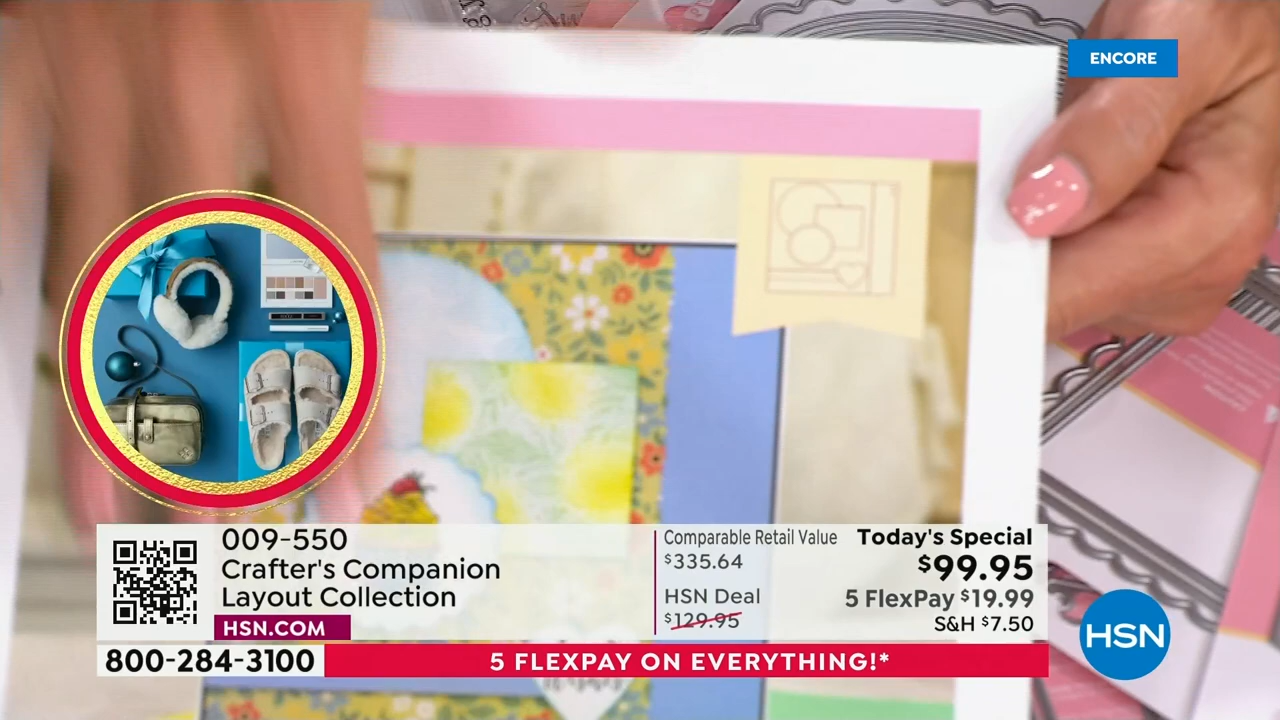 ENCORE
009-550
Crafter's Companion
Layout Collection
HSN.COM
Comparable Retail Value
$335.64
HSN Deal
$129.95
Today's Special
$99.95
5 FlexPay $19.99
S&H $7.50
800-284-3100
5 FLEXPAY ON EVERYTHING!*
HSN